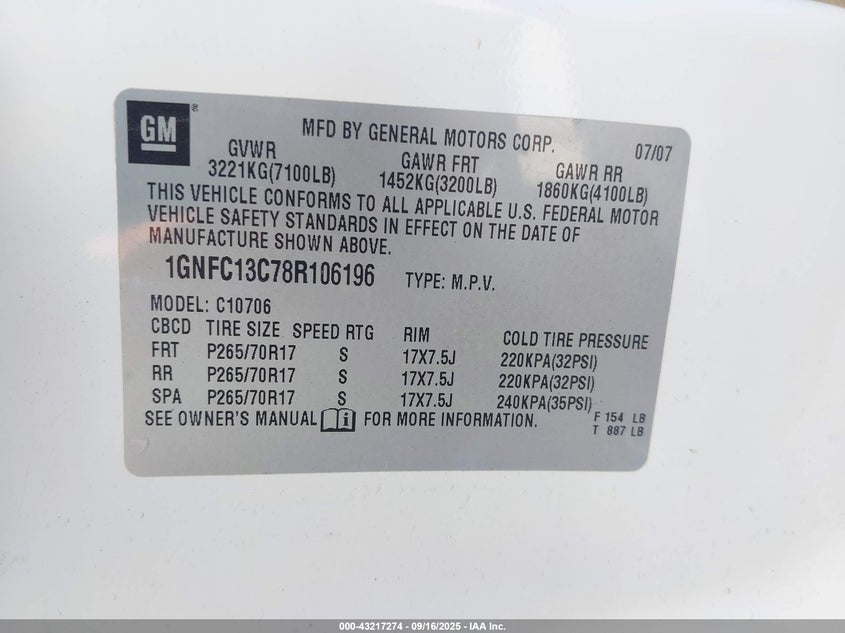 GM ®
MFD BY GENERAL MOTORS CORP. 07/07
GVWR GAWR FRT GAWR RR
3221KG(7100LB) 1452KG(3200LB) 1860KG(4100LB)
THIS VEHICLE CONFORMS TO ALL APPLICABLE U.S. FEDERAL MOTOR
VEHICLE SAFETY STANDARDS IN EFFECT ON THE DATE OF
MANUFACTURE SHOWN ABOVE.
1GNFC13C78R106196 TYPE: M.P.V.
MODEL: C10706
CBCD TIRE SIZE SPEED RTG RIM COLD TIRE PRESSURE
FRT P265/70R17 S 17X7.5J 220KPA(32PSI)
RR P265/70R17 S 17X7.5J 220KPA(32PSI)
SPA P265/70R17 S 17X7.5J 240KPA(35PSI)
SEE OWNER'S MANUAL i FOR MORE INFORMATION.
F 154 LB
T 887 LB
000-43217274 - 09/16/2025 - IAA Inc.